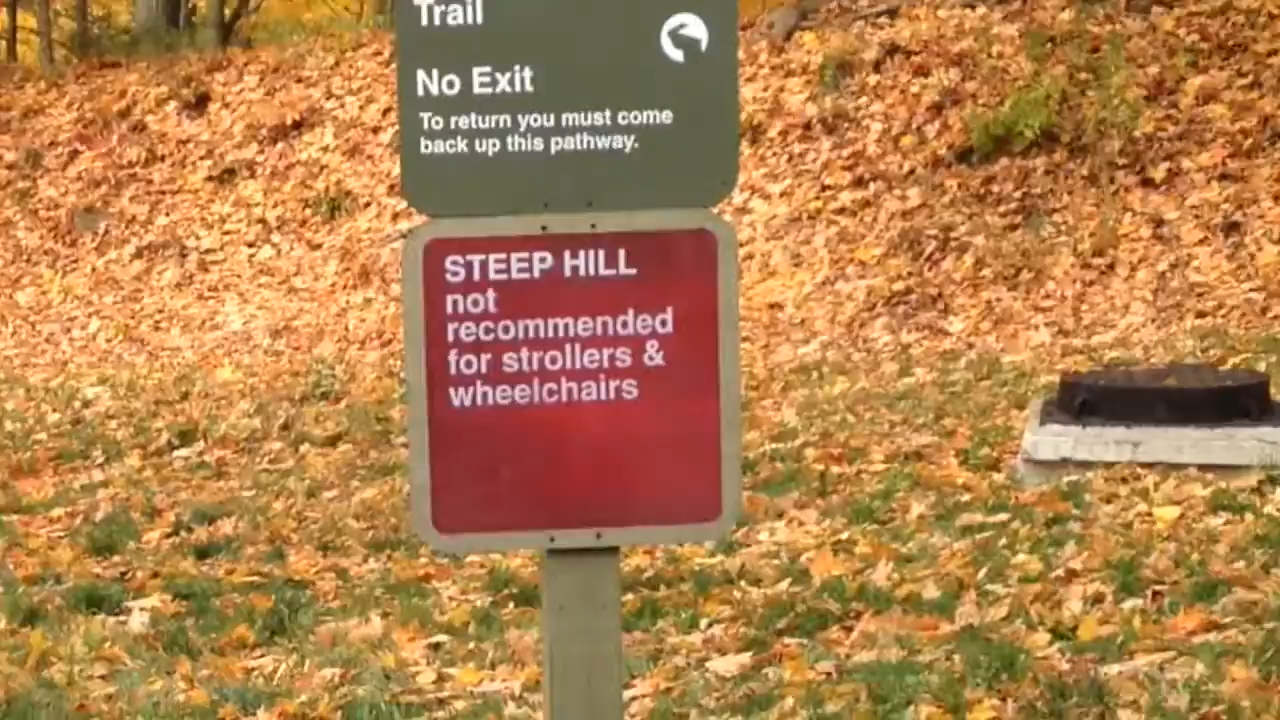 Trail
No Exit
To return you must come
back up this pathway.
STEEP HILL
not
recommended
for strollers &
wheelchairs